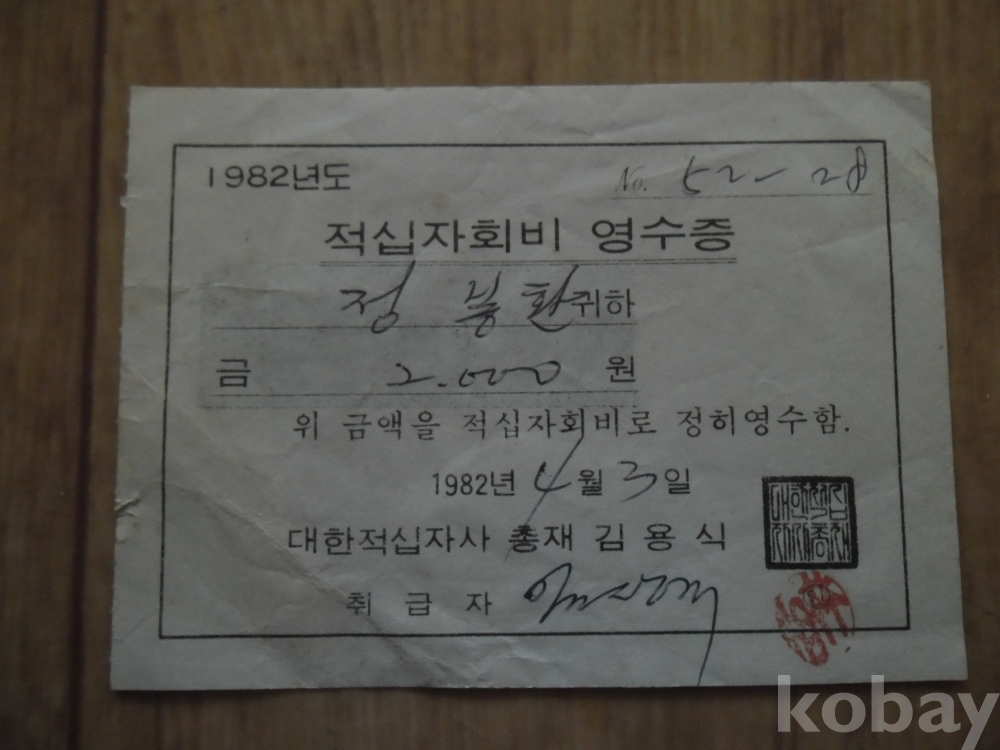 1982년도
No. 52-28
적십자회비 영수증
정 봉 환 귀하
금 2.000 원
위 금액을 적십자회비로 정히영수함.
1982년 4월 3일
대한적십자사 총재 김 용 식
취 급 자
kobay